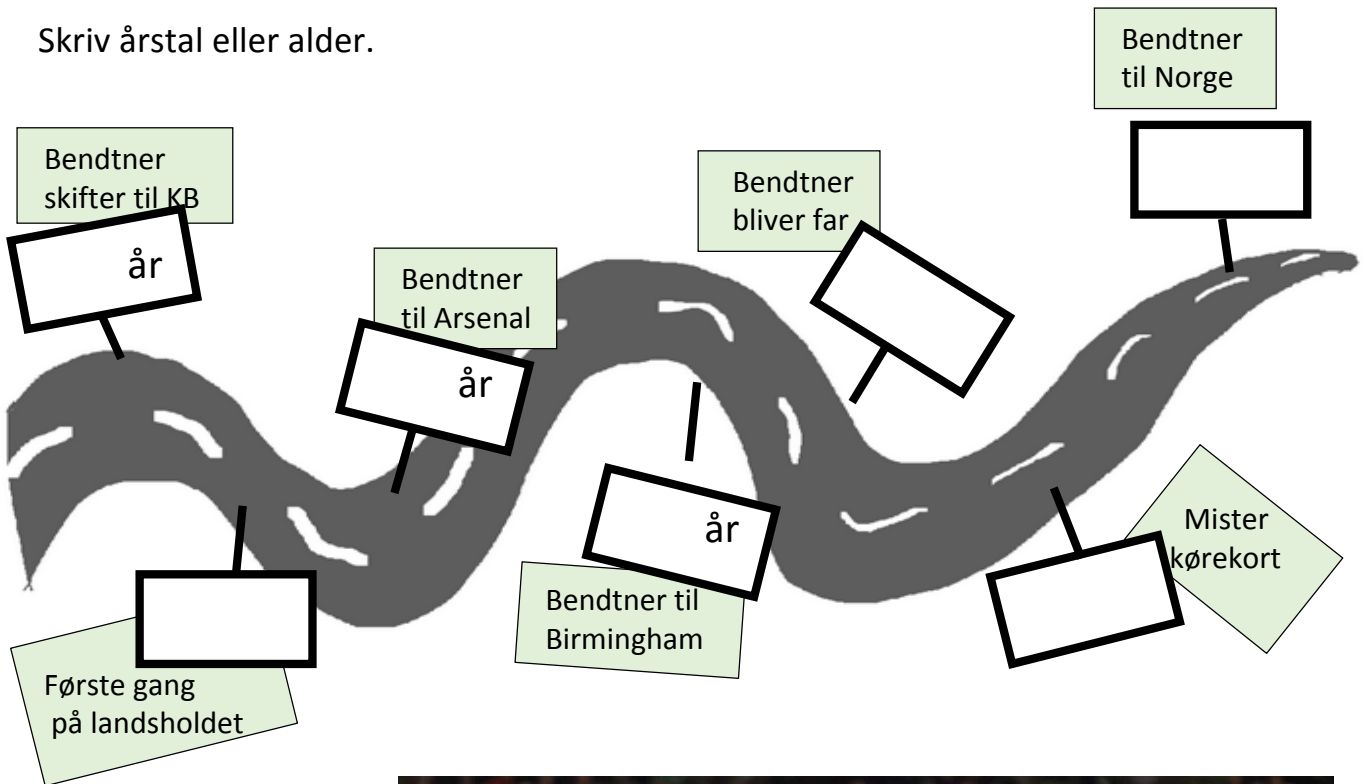 Skriv årstal eller alder.
Bendtner
til Norge
Bendtner
skifter til KB
år
Bendtner
bliver far
Bendtner
til Arsenal
år
år
Bendtner til
Birmingham
Mister
kørekort
Første gang
på landsholdet